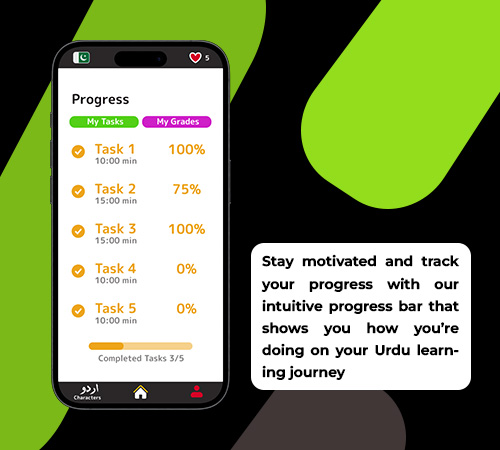 5
Progress
My Tasks My Grades
Task 1 100%
10:00 min
Task 2 75%
15:00 min
Task 3 100%
15:00 min
Task 4 0%
10:00 min
Task 5 0%
10:00 min
Completed Tasks 3/5
اردو
Characters
Stay motivated and track
your progress with our
intuitive progress bar that
shows you how you’re
doing on your Urdu learn-
ing journey